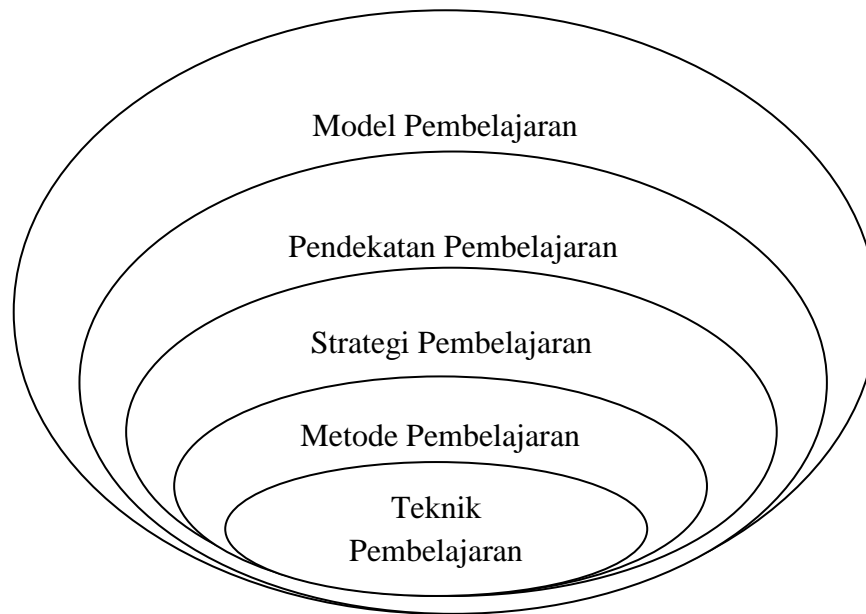 Model Pembelajaran
Pendekatan Pembelajaran
Strategi Pembelajaran
Metode Pembelajaran
Teknik
Pembelajaran